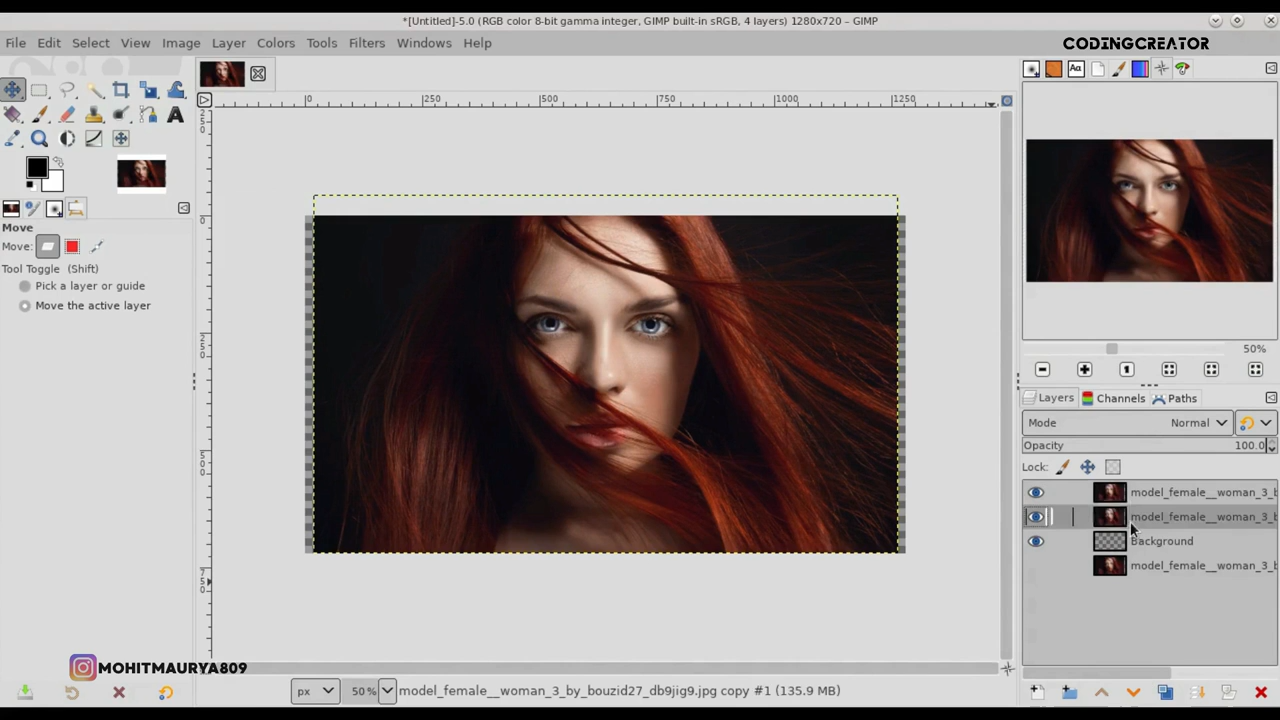 *[Untitled]-5.0 (RGB color 8-bit gamma integer, GIMP built-in sRGB, 4 layers) 1280x720 – GIMP
File Edit Select View Image Layer Colors Tools Filters Windows Help
CODINGCREATOR
0 250 500 750 1000 1250
Move
Move:
Tool Toggle (Shift)
Pick a layer or guide
Move the active layer
50%
Layers Channels Paths
Mode Normal
Opacity 100.0
Lock:
model_female__woman_3_b
model_female__woman_3_b
Background
model_female__woman_3_b
MOHITMAURYA809
px 50 % model_female__woman_3_by_bouzid27_db9jig9.jpg copy #1 (135.9 MB)